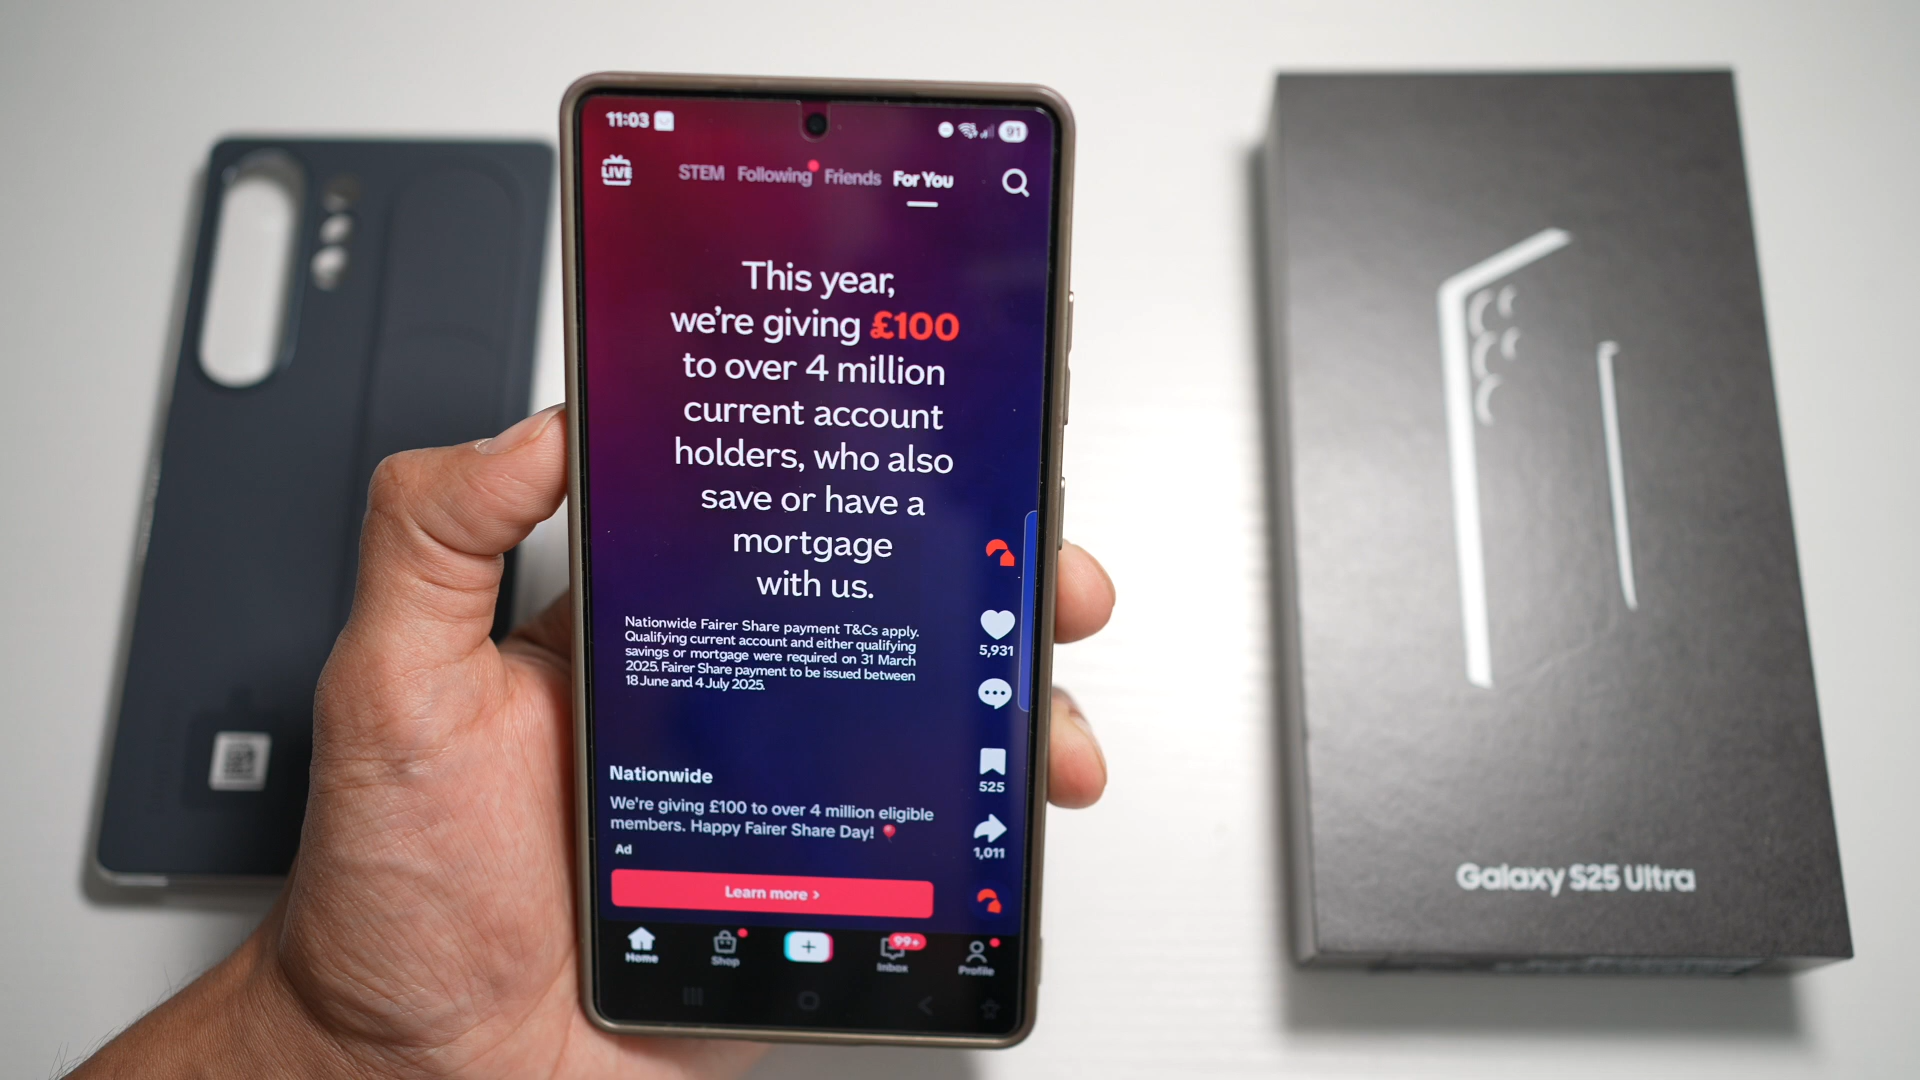 11:03
91
LIVE
STEM Following Friends For You
This year,
we're giving £100
to over 4 million
current account
holders, who also
save or have a
mortgage
with us.
Nationwide Fairer Share payment T&Cs apply.
Qualifying current account and either qualifying
savings or mortgage were required on 31 March
2025. Fairer Share payment to be issued between
18 June and 4 July 2025.
5,931
525
1,011
Nationwide
We're giving £100 to over 4 million eligible
members. Happy Fairer Share Day!
Ad
Learn more >
99+
Home Shop Inbox Profile
Galaxy S25 Ultra